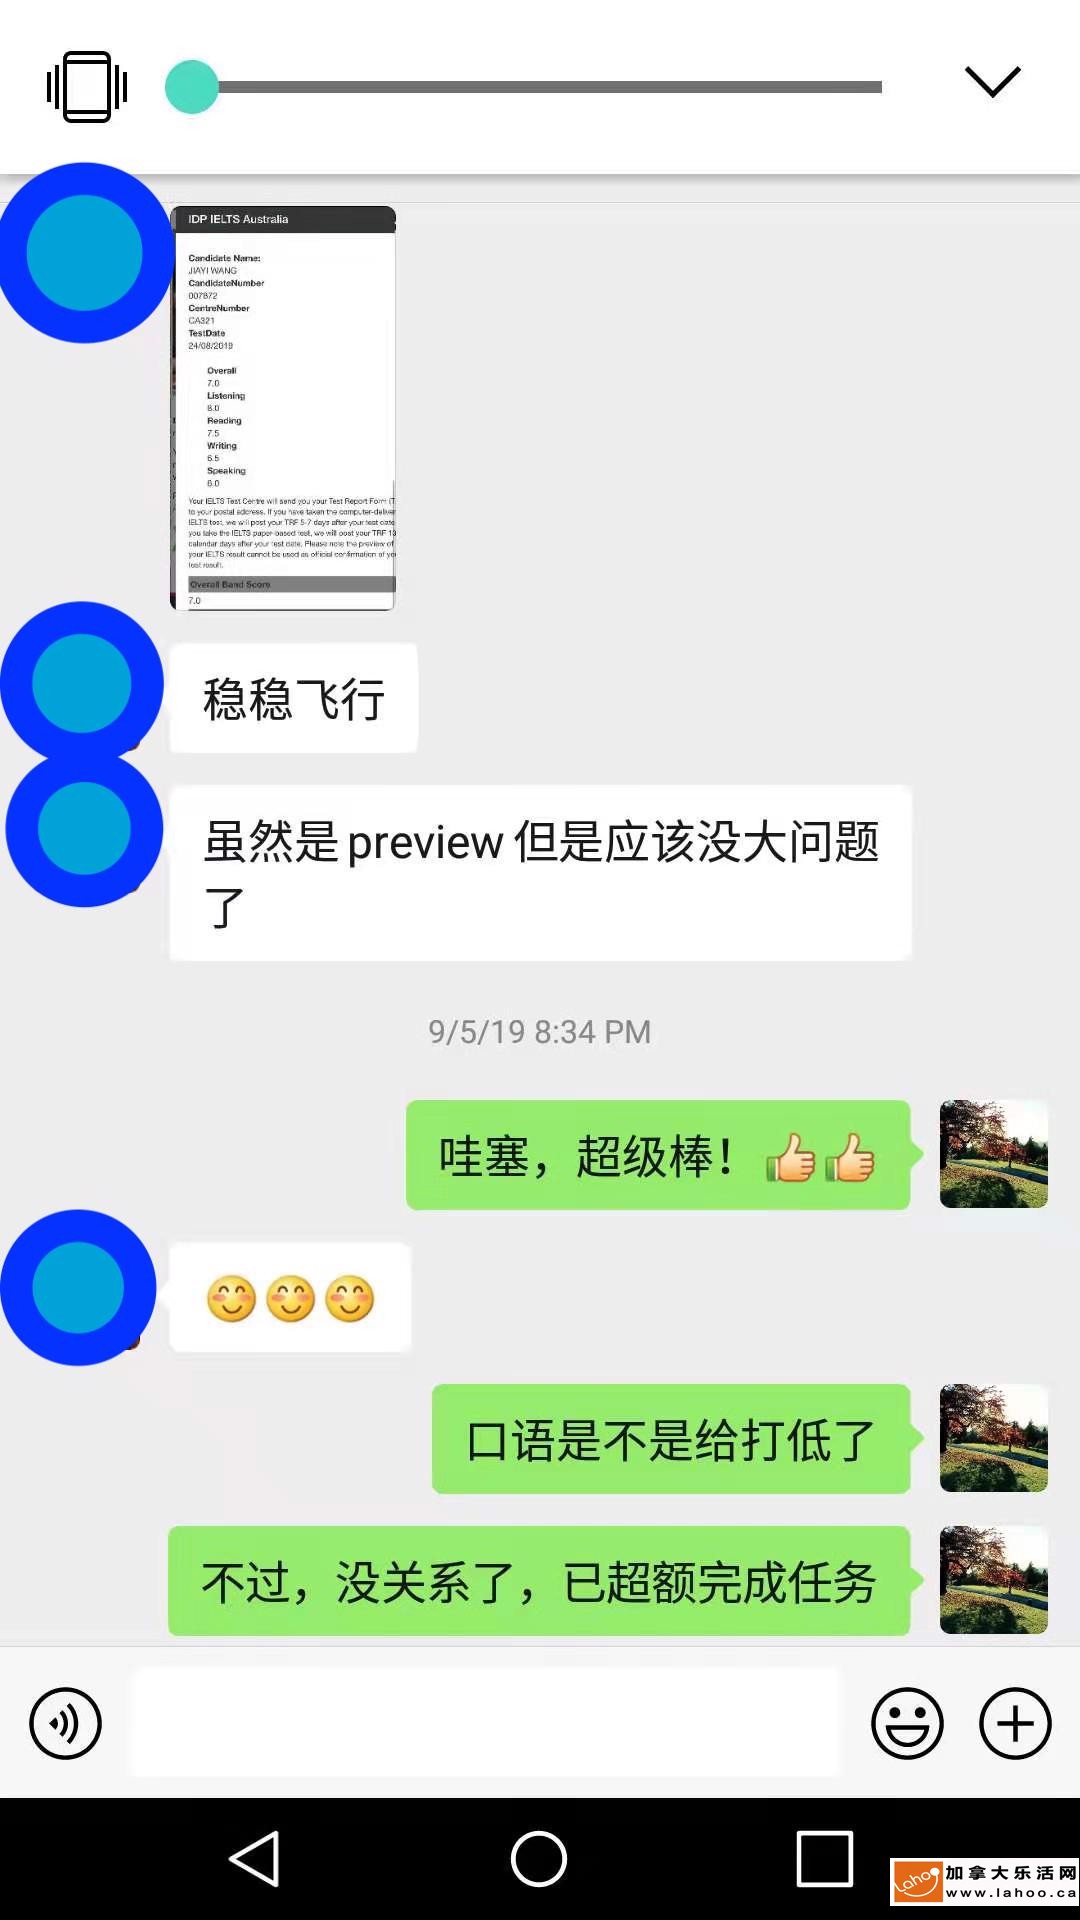 IDP IELTS Australia
Candidate Name:
JIAYI WANG
CandidateNumber
007872
CentreNumber
CA321
TestDate
24/08/2019
Overall
7.0
Listening
8.0
Reading
7.5
Writing
6.5
Speaking
6.0
Your IELTS Test Centre will send you your Test Report Form (T
to your postal address. If you have taken the computer-deliver
IELTS test, we will post your TRF 5-7 days after your test date
you take the IELTS paper-based test, we will post your TRF 13
calendar days after your test date. Please note the preview of
your IELTS result cannot be used as official confirmation of yo
test result.
Overall Band Score
7.0
稳稳飞行
虽然是preview但是应该没大问题
了
9/5/19 8:34 PM
哇塞，超级棒！
口语是不是给打低了
不过，没关系了，已超额完成任务
Lahoo
加拿大乐活网
www.lahoo.ca